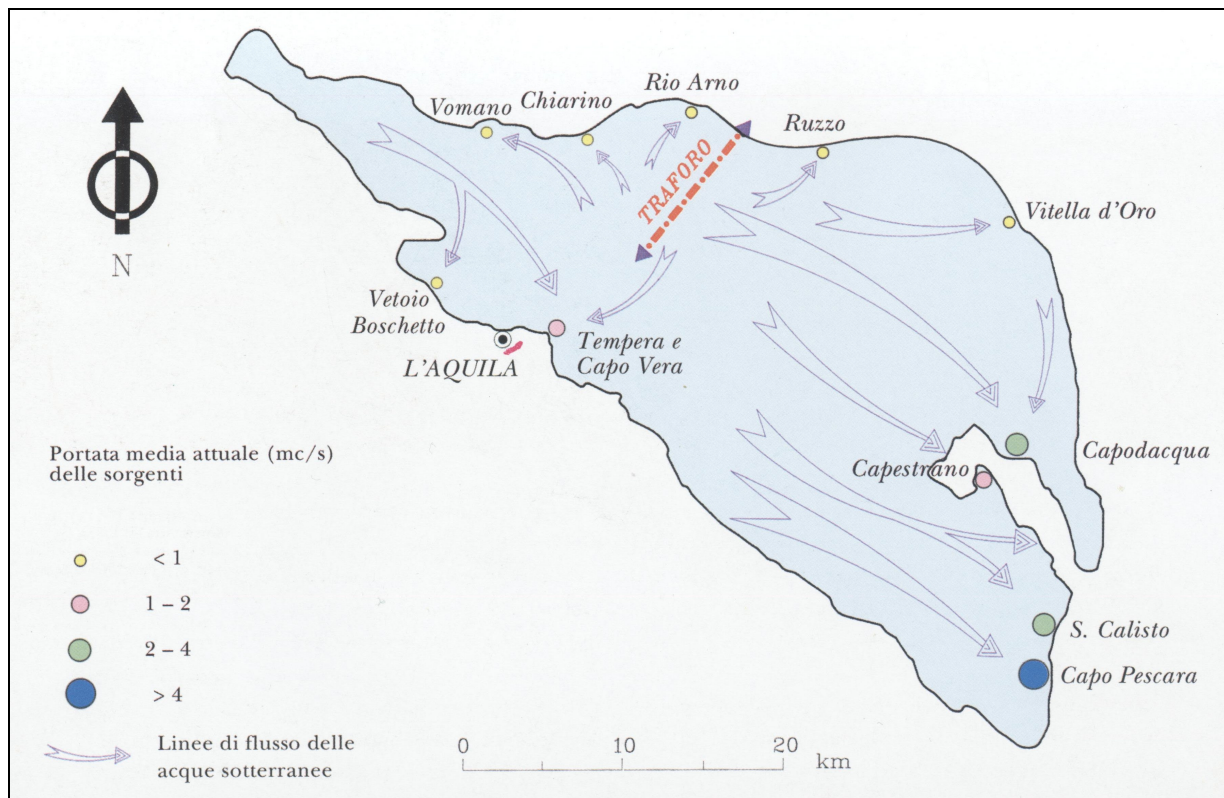 Rio Arno
Chiarino
Vomano
Ruzzo
TRAFORO
Vitella d'Oro
N
Vetoio
Boschetto
Tempera e
Capo Vera
L'AQUILA
Portata media attuale (mc/s)
delle sorgenti
Capestrano
Capodacqua
< 1
1 – 2
2 – 4
> 4
S. Calisto
Capo Pescara
Linee di flusso delle
acque sotterranee
0 10 20
km